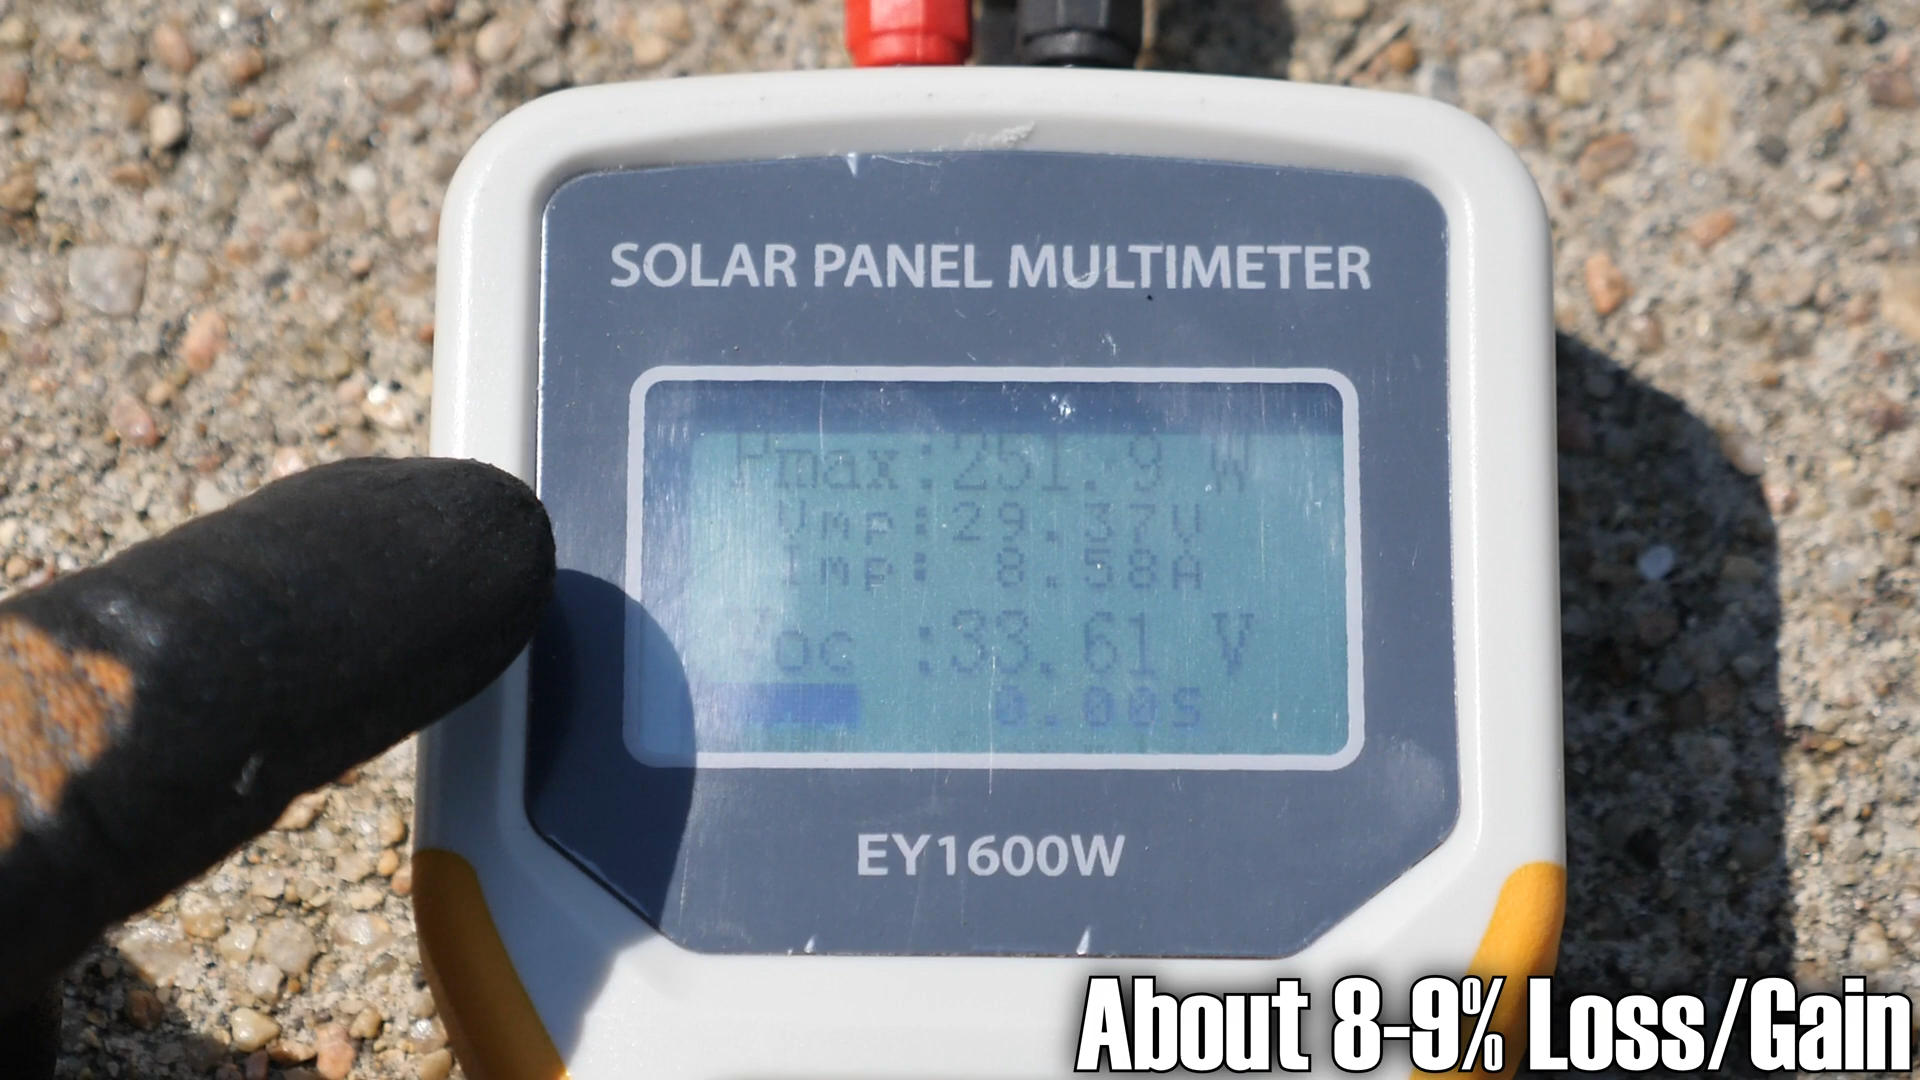 SOLAR PANEL MULTIMETER
Pmax:251.9 W
Vmp:29.37V
Imp: 8.58A
Voc :33.61 V
0.00S
EY1600W
About 8-9% Loss/Gain